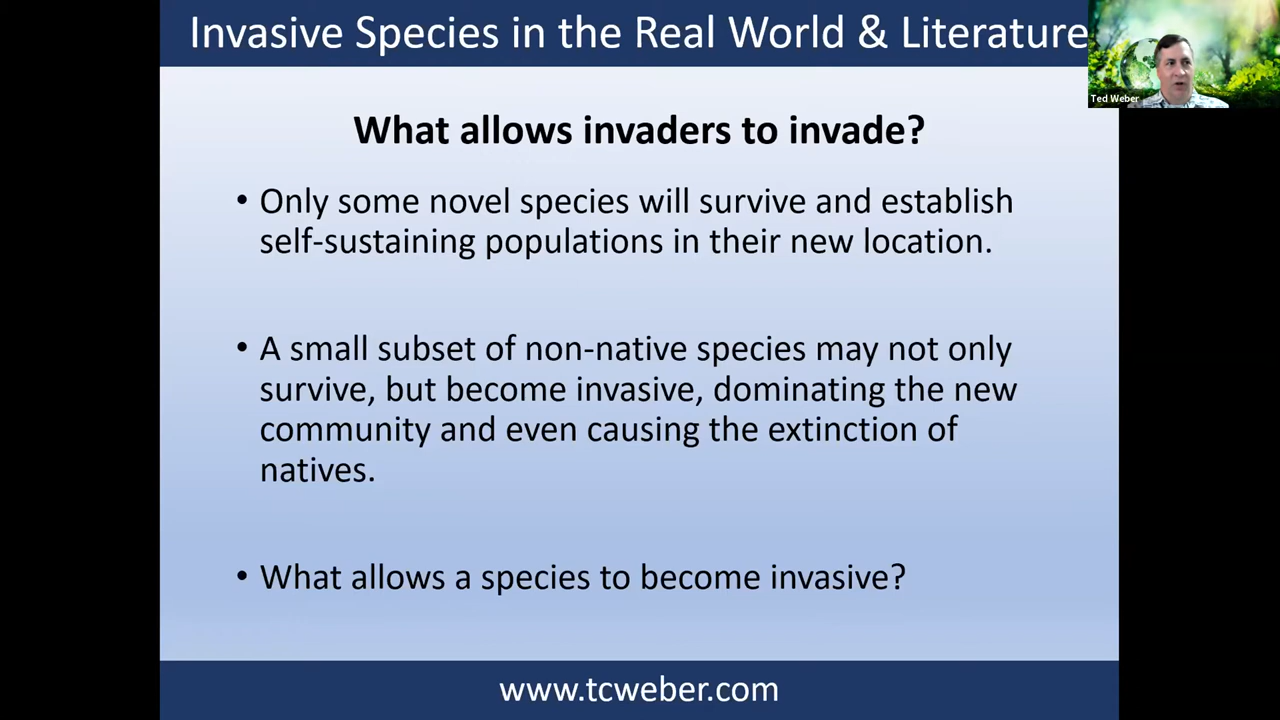 Invasive Species in the Real World & Literature
Ted Weber
What allows invaders to invade?
• Only some novel species will survive and establish
self-sustaining populations in their new location.
• A small subset of non-native species may not only
survive, but become invasive, dominating the new
community and even causing the extinction of
natives.
• What allows a species to become invasive?
www.tcweber.com